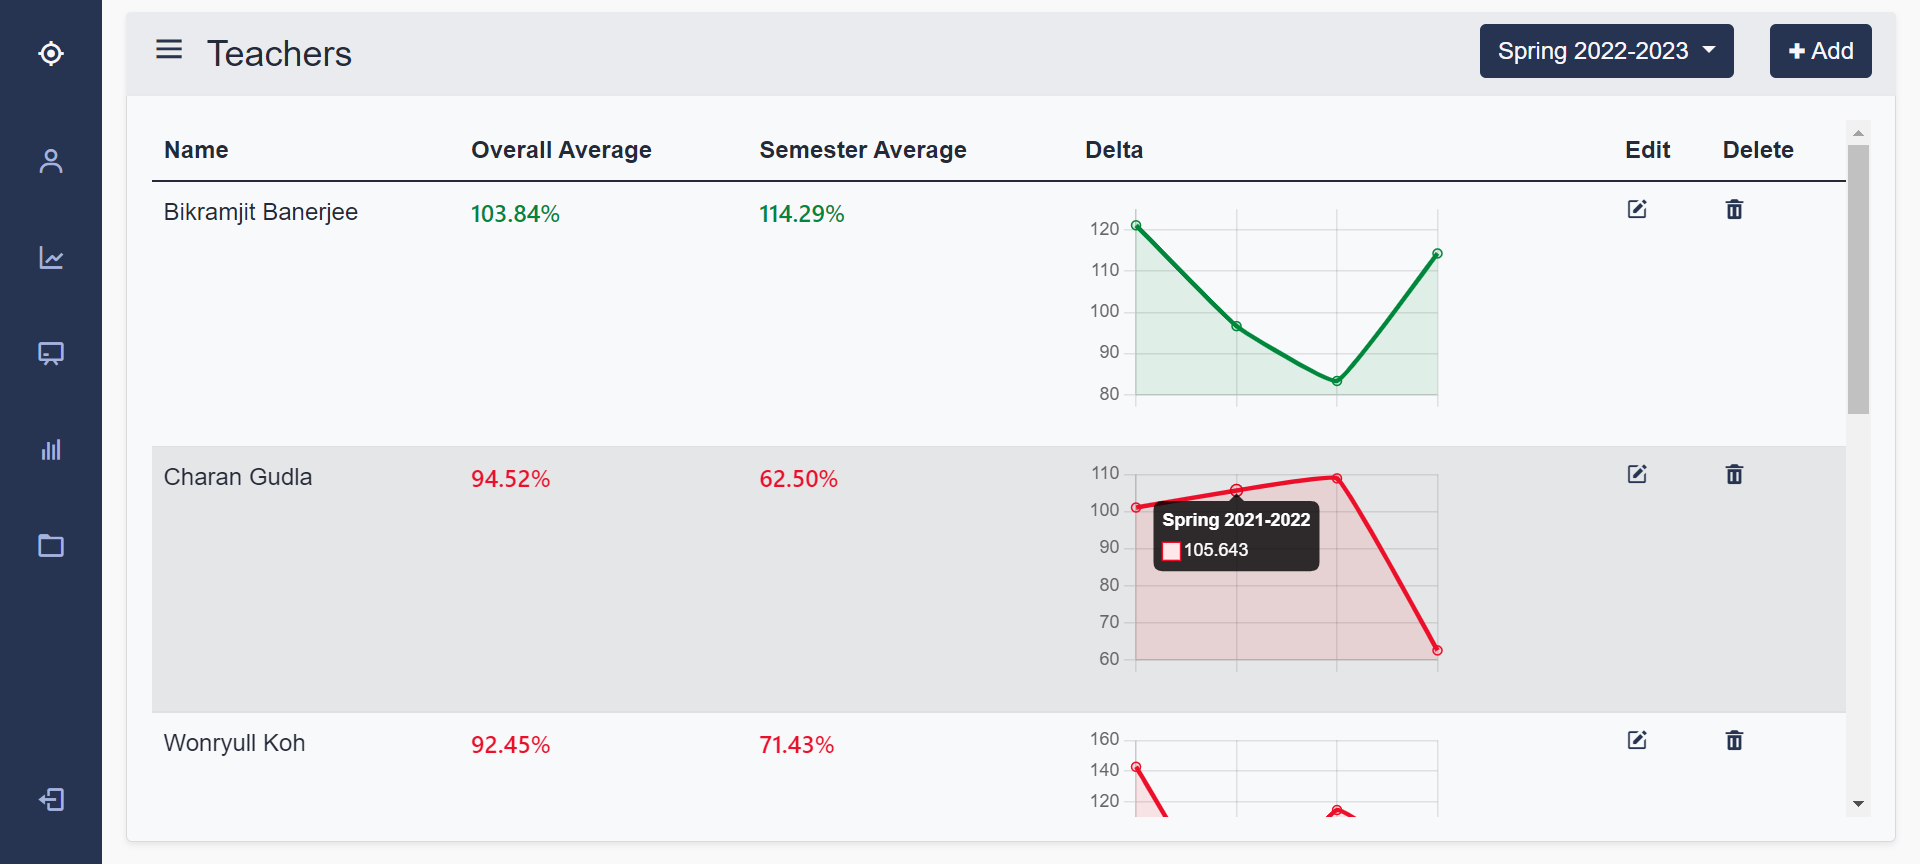 Teachers
Spring 2022-2023
Add
Name Overall Average Semester Average Delta Edit Delete
Bikramjit Banerjee 103.84% 114.29%
120
110
100
90
80
Charan Gudla 94.52% 62.50%
110
100
90
80
70
60
Spring 2021-2022
105.643
Wonryull Koh 92.45% 71.43%
160
140
120